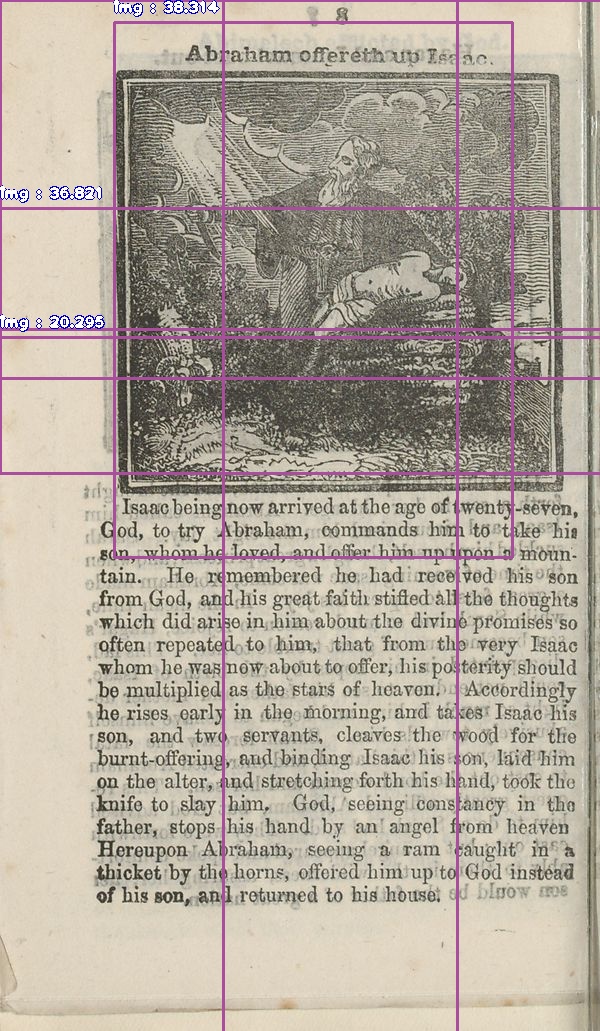 8
Abraham offereth up Isaac.
Isaac being now arrived at the age of twenty-seven,
God, to try Abraham, commands him to take his
son, whom he loved, and offer him up upon a moun-
tain. He remembered he had received his son
from God, and his great faith stifled all the thoughts
which did arise in him about the divine promises so
often repeated to him, that from the very Isaac
whom he was now about to offer, his posterity should
be multiplied as the stars of heaven. Accordingly
he rises early in the morning, and takes Isaac his
son, and two servants, cleaves the wood for the
burnt-offering, and binding Isaac his son, laid him
on the alter, and stretching forth his hand, took the
knife to slay him. God, seeing constancy in the
father, stops his hand by an angel from heaven
Hereupon Abraham, seeing a ram caught in a
thicket by the horns, offered him up to God instead
of his son, and returned to his house.
img : 38.314
img : 36.821
img : 20.295